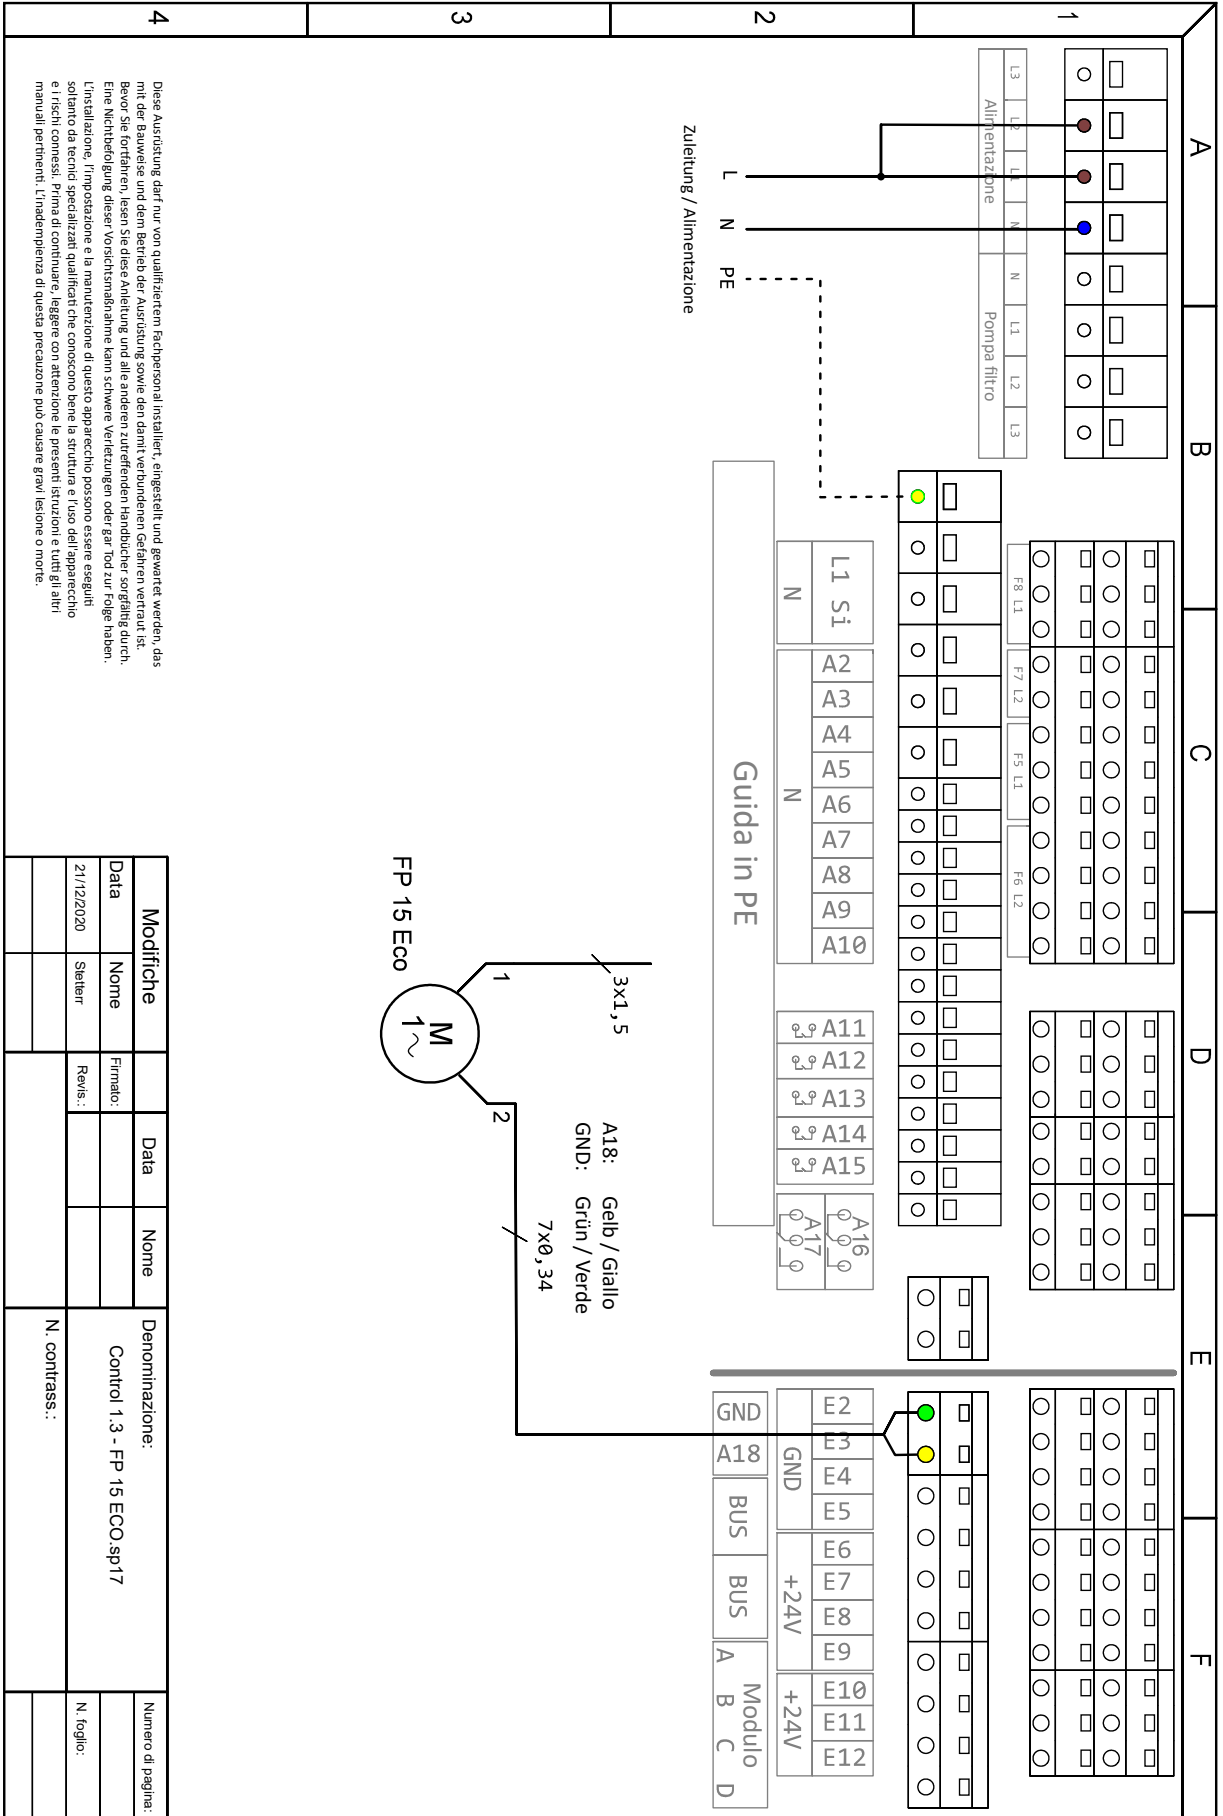 A
B
C
D
E
F
1
2
3
4
L3
L2
L1
N
N
L1
L2
L3
Alimentazione
Pompa filtro
F8 L1
F7 L2
F5 L1
F6 L2
Zuleitung / Alimentazione
L
N
PE
L1 Si
A2
A3
A4
A5
A6
A7
A8
A9
A10
A11
A12
A13
A14
A15
A16
A17
N
N
Guida in PE
E2
E3
E4
E5
E6
E7
E8
E9
E10
E11
E12
GND
+24V
+24V
GND
A18
BUS
BUS
Modulo
A B C D
3x1,5
A18: Gelb / Giallo
GND: Grün / Verde
7x0,34
1
2
FP 15 Eco
M
1~
Diese Ausrüstung darf nur von qualifiziertem Fachpersonal installiert, eingestellt und gewartet werden, das
mit der Bauweise und dem Betrieb der Ausrüstung sowie den damit verbundenen Gefahren vertraut ist.
Bevor Sie fortfahren, lesen Sie diese Anleitung und alle anderen zutreffenden Handbücher sorgfältig durch.
Eine Nichtbefolgung dieser Vorsichtsmaßnahme kann schwere Verletzungen oder gar Tod zur Folge haben.
L'installazione, l'impostazione e la manutenzione di questo apparecchio possono essere eseguiti
soltanto da tecnici specializzati qualificati che conoscono bene la struttura e l'uso dell'apparecchio
e i rischi connessi. Prima di continuare, leggere con attenzione le presenti istruzioni e tutti gli altri
manuali pertinenti. L'inadempienza di questa precauzone può causare gravi lesione o morte.
Modifiche
Data
Nome
21/12/2020
Stetterr
Firmato:
Revis.:
Data
Nome
Denominazione:
Control 1.3 - FP 15 ECO.sp17
N. contrass.:
Numero di pagina:
N. foglio: